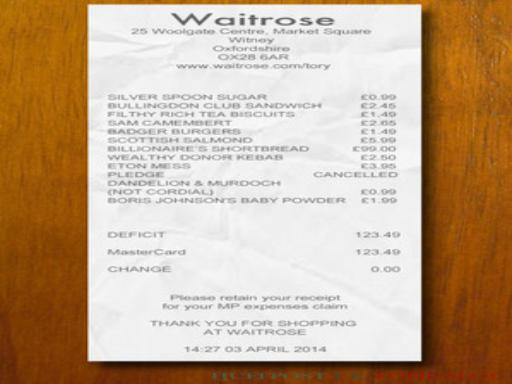 Waitrose
25 Woolgate Centre, Market Square
Witney
Oxfordshire
OX28 6AR
www.waitrose.com/tory
SILVER SPOON SUGAR £0.99
BULLINGDON CLUB SANDWICH £2.45
FILTHY RICH TEA BISCUITS £1.49
SAM CAMEMBERT £2.65
BADGER BURGERS £1.49
SCOTTISH SALMOND £5.99
BILLIONAIRE'S SHORTBREAD £99.00
WEALTHY DONOR KEBAB £2.50
ETON MESS £3.95
PLEDGE CANCELLED
DANDELION & MURDOCH
(NOT CORDIAL) £0.99
BORIS JOHNSON'S BABY POWDER £1.99
DEFICIT 123.49
MasterCard 123.49
CHANGE 0.00
Please retain your receipt
for your MP expenses claim
THANK YOU FOR SHOPPING
AT WAITROSE
14:27 03 APRIL 2014